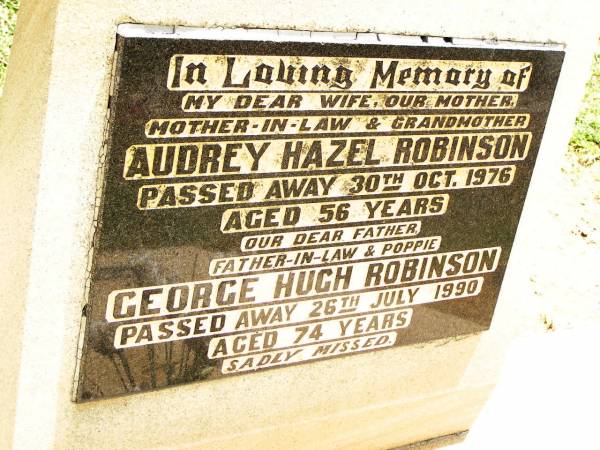 In Loving Memory of
MY DEAR WIFE, OUR MOTHER,
MOTHER-IN-LAW & GRANDMOTHER
AUDREY HAZEL ROBINSON
PASSED AWAY 30TH OCT. 1976
AGED 56 YEARS
OUR DEAR FATHER,
FATHER-IN-LAW & POPPIE
GEORGE HUGH ROBINSON
PASSED AWAY 26TH JULY 1990
AGED 74 YEARS
SADLY MISSED.